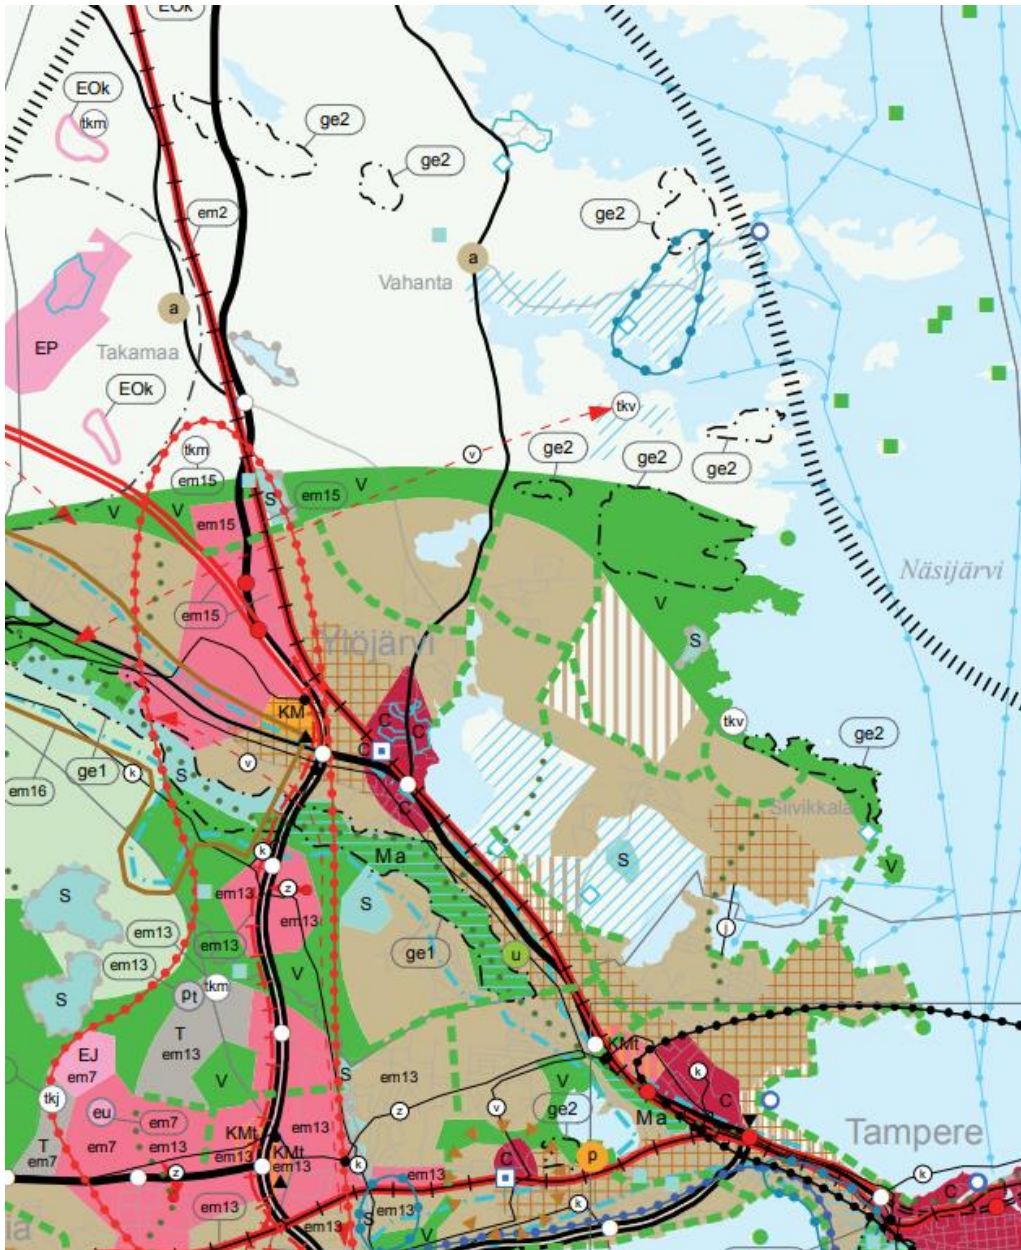 EOk
EOk
tkm
ge2
ge2
em2
ge2
a
Vahanta
a
EP
Takamaa
EOk
tkv
tkm
v
ge2
ge2
ge2
em15
V
V
V
S
em15
em15
Näsijärvi
em15
V
Ylöjärvi
S
KM
C
C
C
C
tkv
ge2
v
ge1
k
S
em16
Siivikkala
Ma
k
S
V
em13
z
S
S
em13
em13
em13
ge1
j
em13
u
V
S
pt
tkm
T
em13
EJ
em7
V
S
em13
KMt
k
tkj
eu
em7
em7
em13
KMt
em13
z
v
V
ge2
Ma
C
Tampere
T
em7
z
em13
KMt
em13
k
C
p
em13
k
k
C
em13
em13
S
V
ia